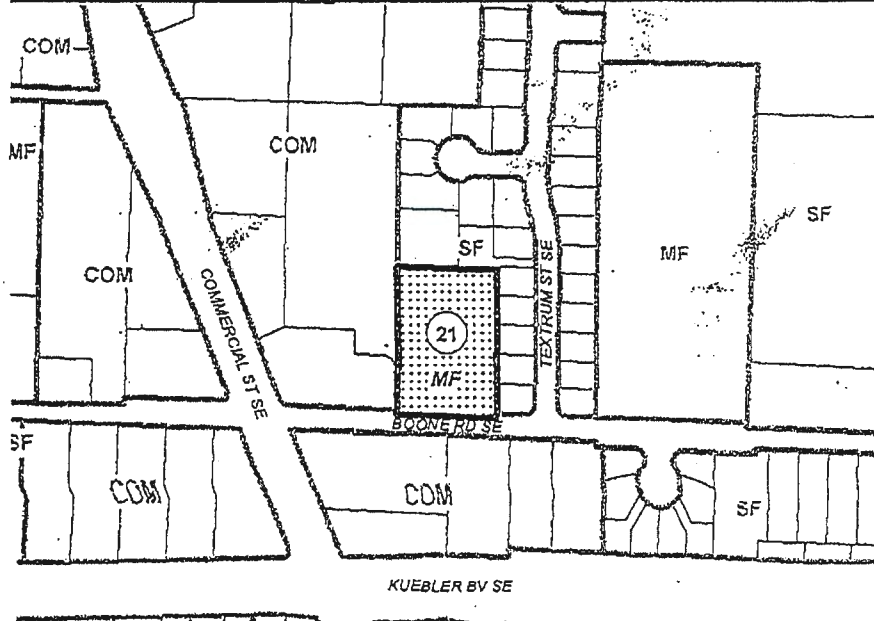 COM
MF
COM
SF
SF
MF
COM
COMMERCIAL ST SE
TEXTRUM ST SE
21
MF
BOONE RD SE
SF
COM
COM
SF
KUEBLER BV SE